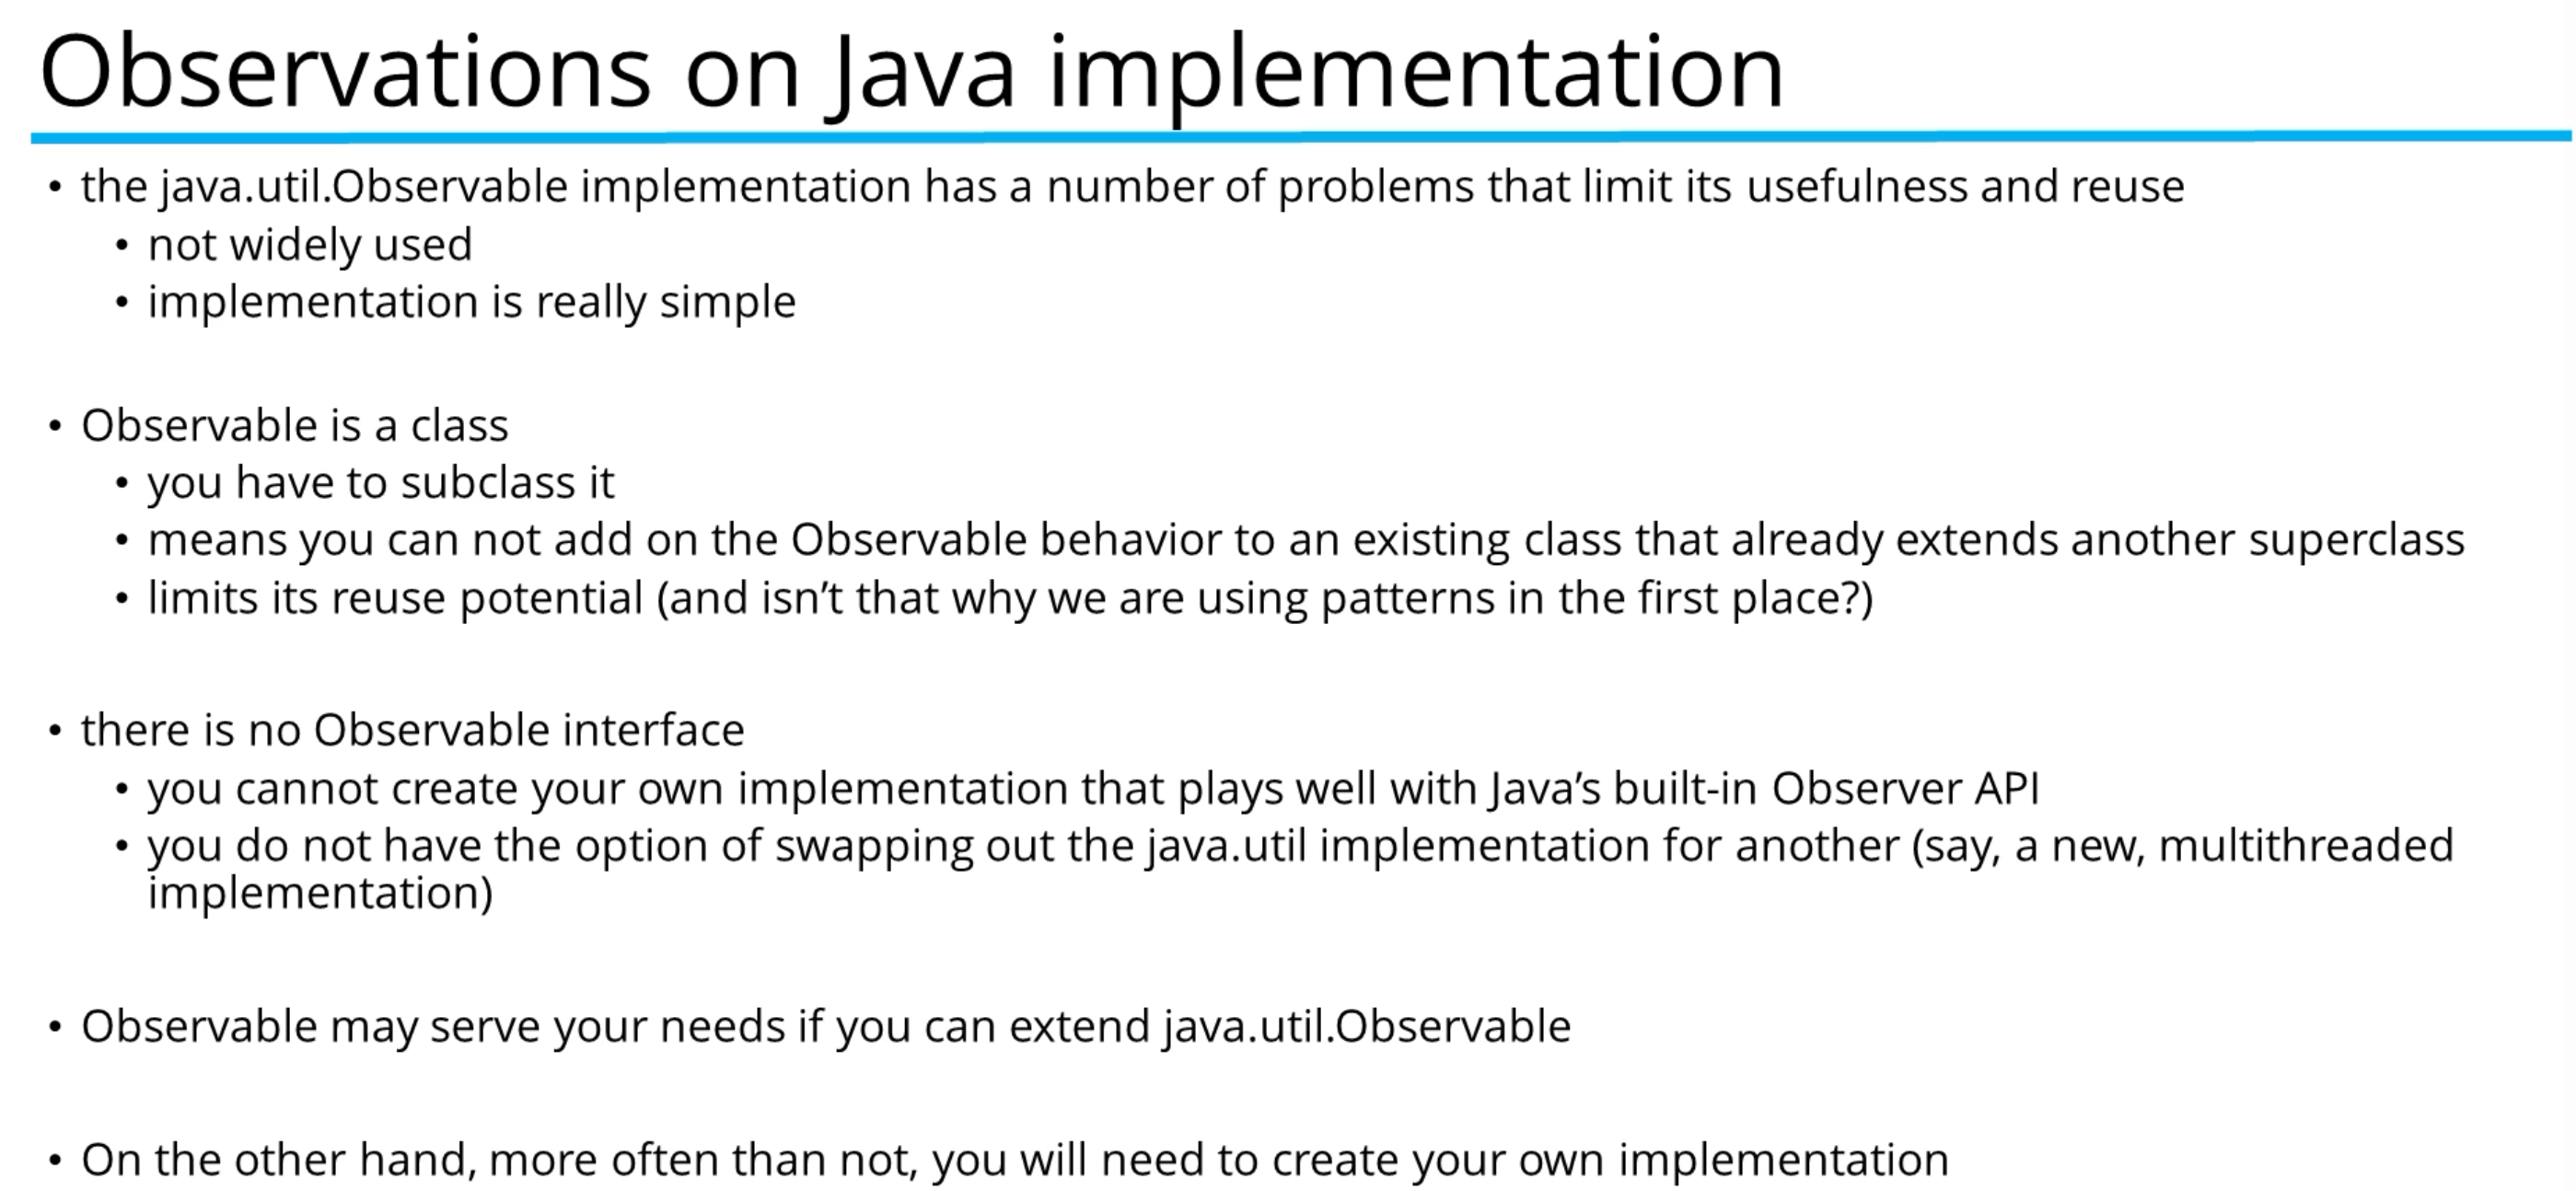 Observations on Java implementation
• the java.util.Observable implementation has a number of problems that limit its usefulness and reuse
• not widely used
• implementation is really simple
• Observable is a class
• you have to subclass it
• means you can not add on the Observable behavior to an existing class that already extends another superclass
• limits its reuse potential (and isn’t that why we are using patterns in the first place?)
• there is no Observable interface
• you cannot create your own implementation that plays well with Java’s built-in Observer API
• you do not have the option of swapping out the java.util implementation for another (say, a new, multithreaded
implementation)
• Observable may serve your needs if you can extend java.util.Observable
• On the other hand, more often than not, you will need to create your own implementation